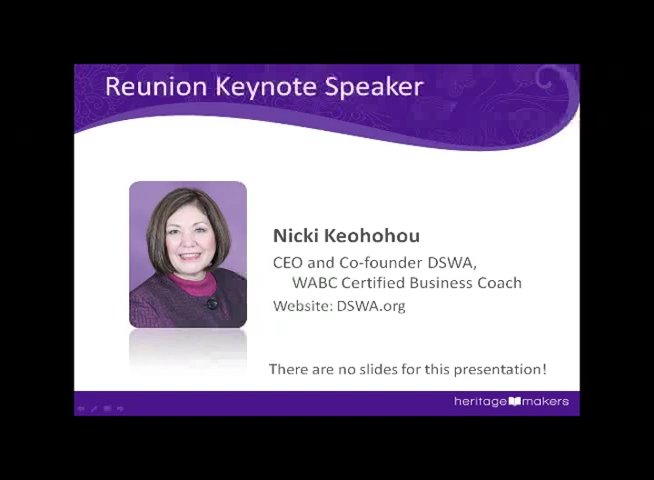 Reunion Keynote Speaker
Nicki Keohohou
CEO and Co-founder DSWA,
WABC Certified Business Coach
Website: DSWA.org
There are no slides for this presentation!
heritage makers